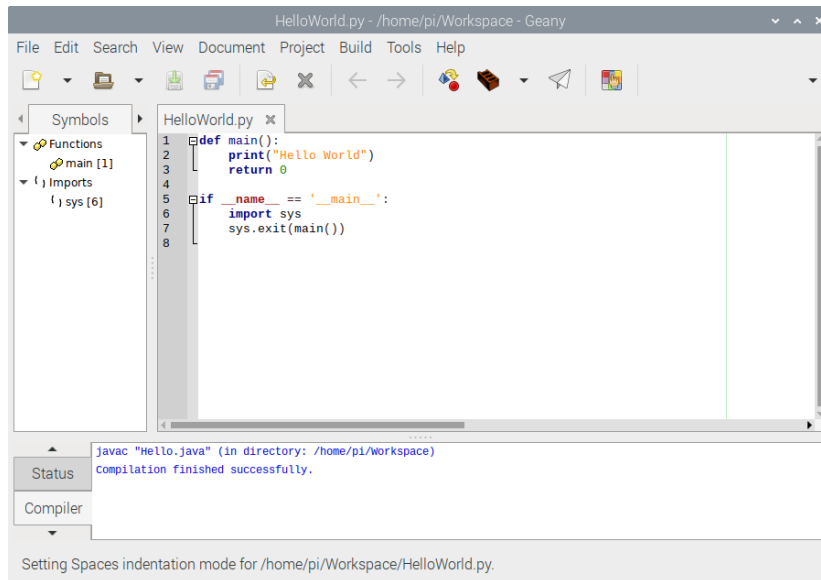 HelloWorld.py - /home/pi/Workspace - Geany
File Edit Search View Document Project Build Tools Help
Symbols
HelloWorld.py
Functions
main [1]
Imports
sys [6]
1 def main():
2     print("Hello World")
3     return 0
4
5 if __name__ == '__main__':
6     import sys
7     sys.exit(main())
8
Status
Compiler
javac "Hello.java" (in directory: /home/pi/Workspace)
Compilation finished successfully.
Setting Spaces indentation mode for /home/pi/Workspace/HelloWorld.py.